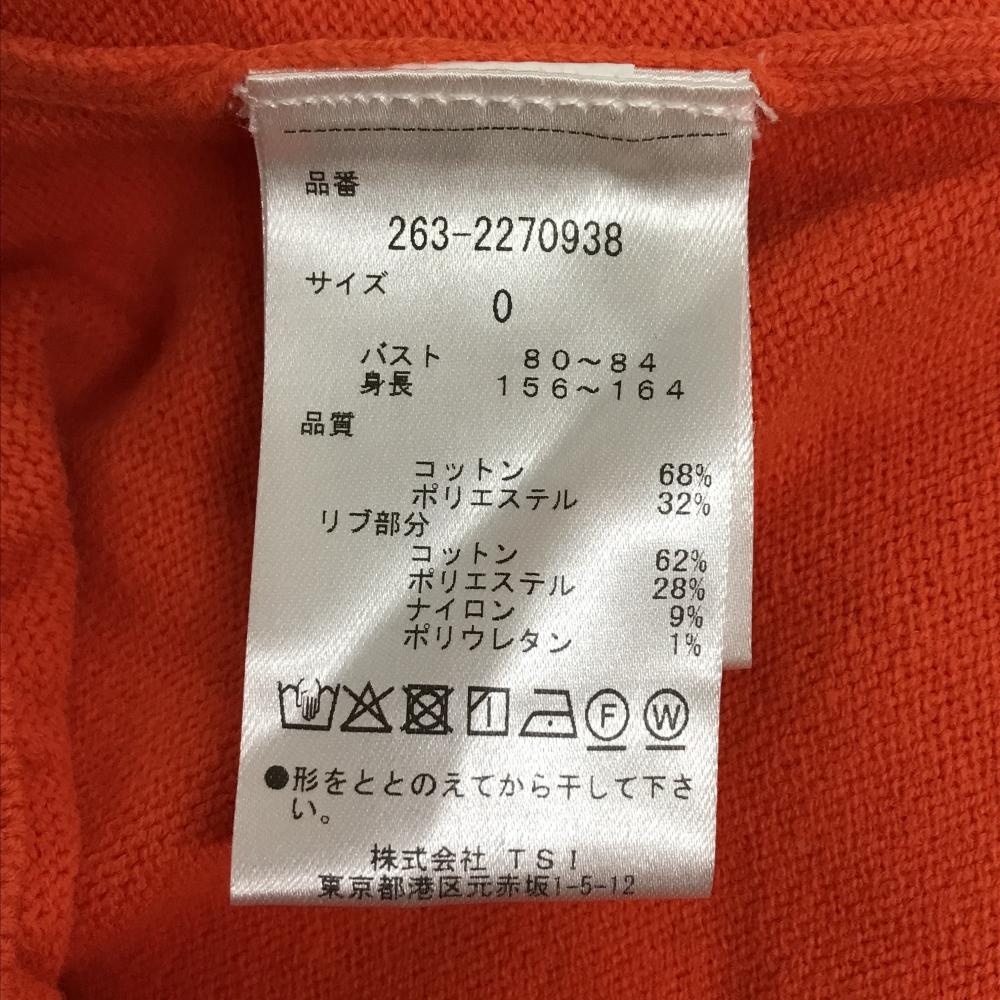 品番
263-2270938
サイズ
0
バスト 80～84
身長 156～164
品質
コットン 68%
ポリエステル 32%
リブ部分
コットン 62%
ポリエステル 28%
ナイロン 9%
ポリウレタン 1%
F W
●形をととのえてから干して下さ
い。
株式会社 TSI
東京都港区元赤坂1-5-12